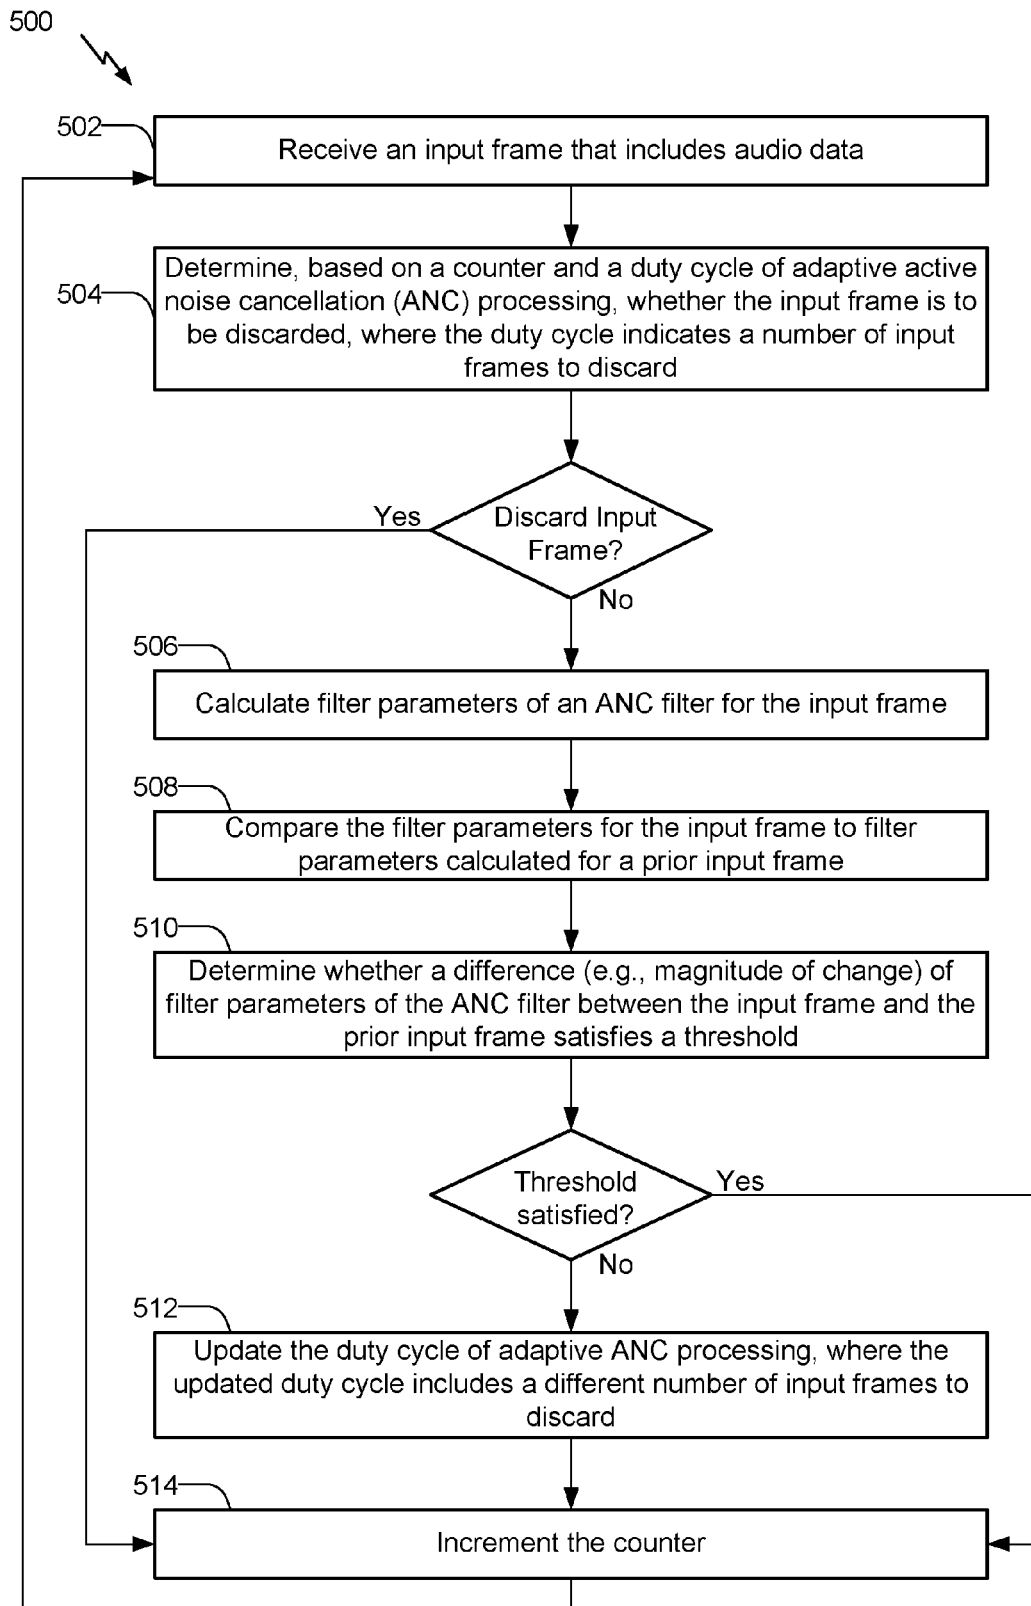 500
502
Receive an input frame that includes audio data
504
Determine, based on a counter and a duty cycle of adaptive active
noise cancellation (ANC) processing, whether the input frame is to
be discarded, where the duty cycle indicates a number of input
frames to discard
Yes
Discard Input
Frame?
No
506
Calculate filter parameters of an ANC filter for the input frame
508
Compare the filter parameters for the input frame to filter
parameters calculated for a prior input frame
510
Determine whether a difference (e.g., magnitude of change) of
filter parameters of the ANC filter between the input frame and the
prior input frame satisfies a threshold
Threshold
satisfied?
Yes
No
512
Update the duty cycle of adaptive ANC processing, where the
updated duty cycle includes a different number of input frames to
discard
514
Increment the counter